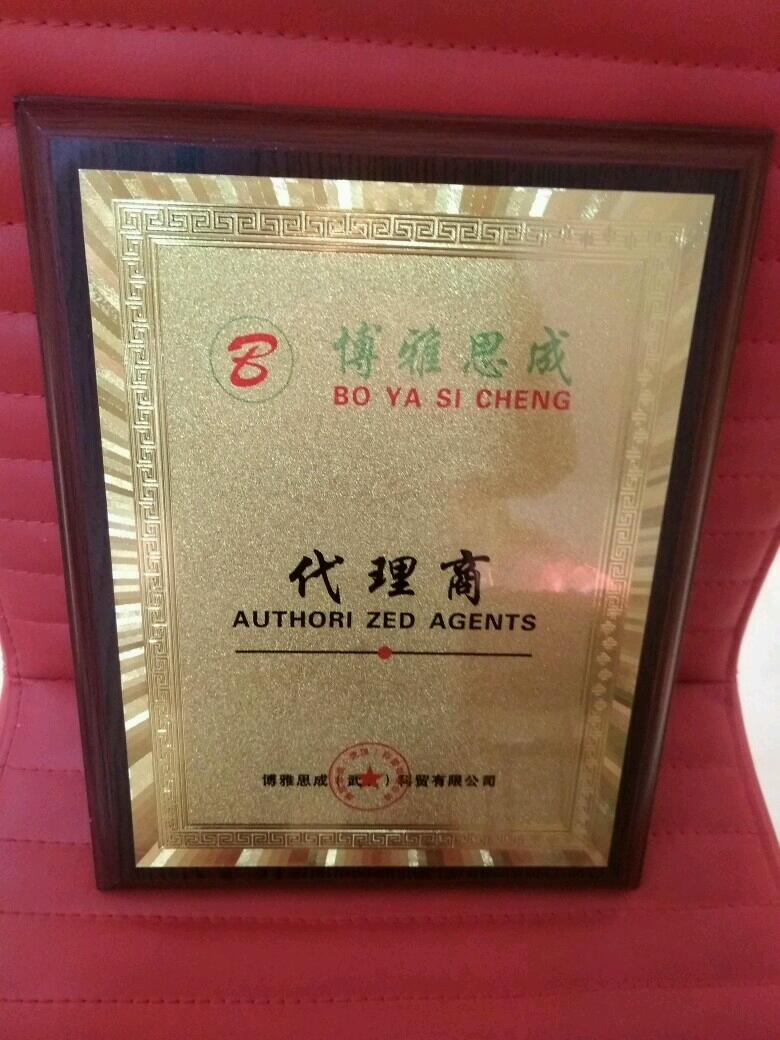 B
博雅思成
BO YA SI CHENG
代理商
AUTHORI ZED AGENTS
博雅思成（武）科贸有限公司